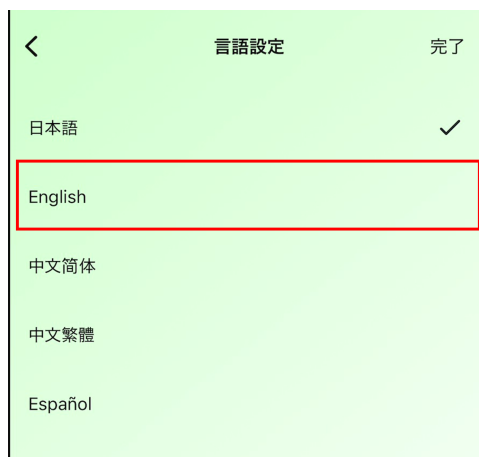 言語設定 完了
日本語
English
中文简体
中文繁體
Español